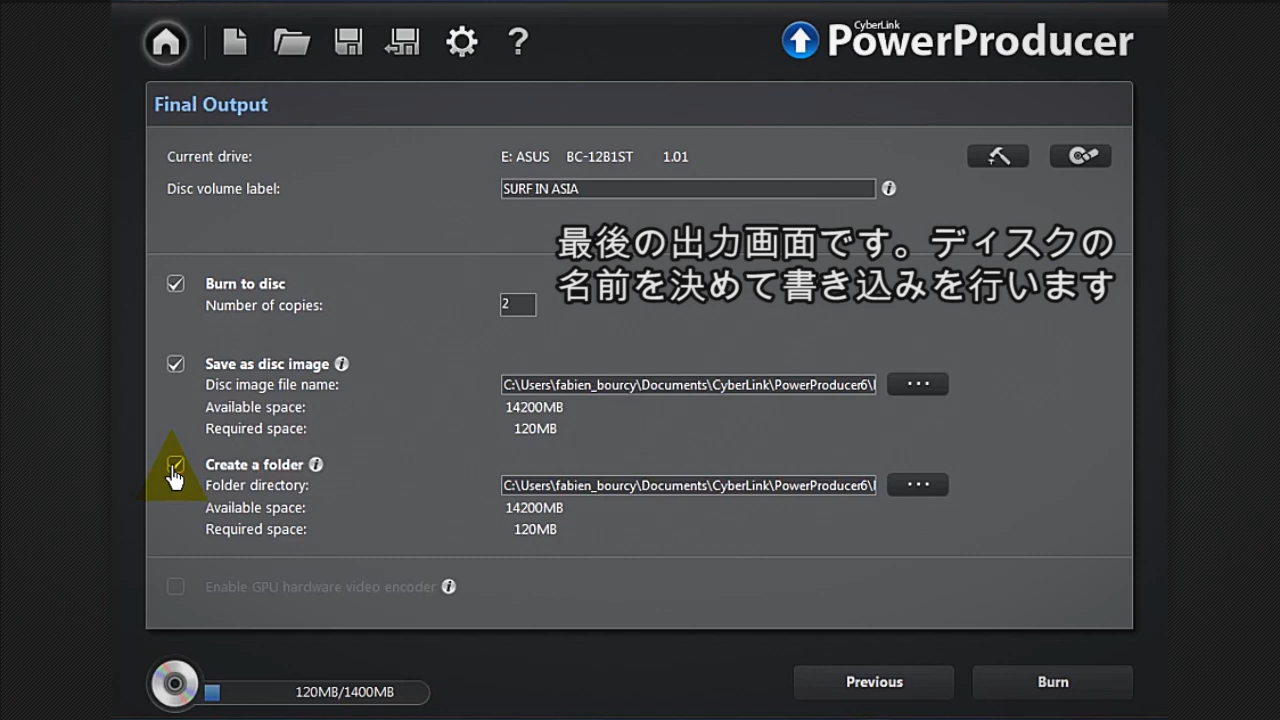 CyberLink
PowerProducer
Final Output
Current drive: E: ASUS BC-12B1ST 1.01
Disc volume label: SURF IN ASIA
最後の出力画面です。ディスクの
名前を決めて書き込みを行います
Burn to disc
Number of copies: 2
Save as disc image
Disc image file name: C:\Users\fabien_bourcy\Documents\CyberLink\PowerProducer6\
Available space: 14200MB
Required space: 120MB
Create a folder
Folder directory: C:\Users\fabien_bourcy\Documents\CyberLink\PowerProducer6\
Available space: 14200MB
Required space: 120MB
Enable GPU hardware video encoder
120MB/1400MB
Previous
Burn